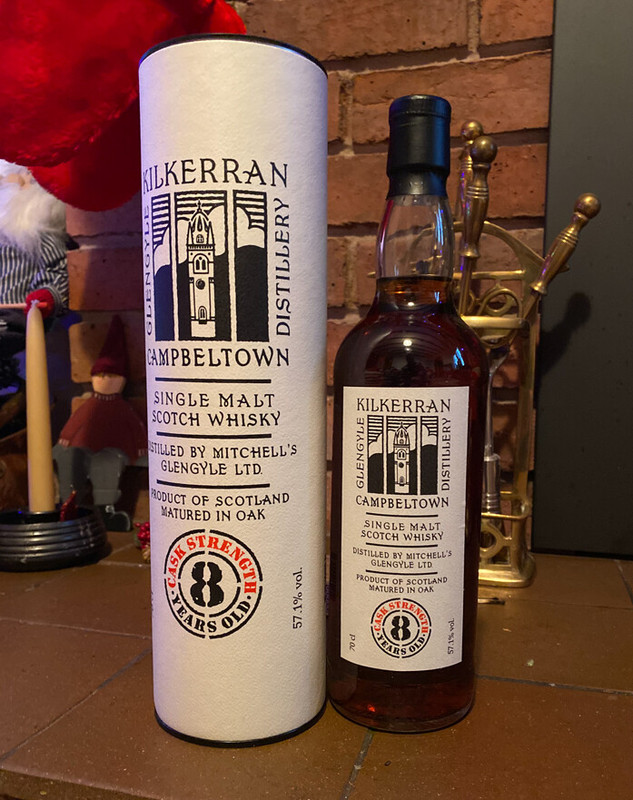 KILKERRAN
GLENGYLE
DISTILLERY
CAMPBELTOWN
SINGLE MALT
SCOTCH WHISKY
DISTILLED BY MITCHELL'S
GLENGYLE LTD.
PRODUCT OF SCOTLAND
MATURED IN OAK
CASK STRENGTH
8
YEARS OLD
57.1% vol.
KILKERRAN
GLENGYLE
DISTILLERY
CAMPBELTOWN
SINGLE MALT
SCOTCH WHISKY
DISTILLED BY MITCHELL'S
GLENGYLE LTD.
PRODUCT OF SCOTLAND
MATURED IN OAK
CASK STRENGTH
8
YEARS OLD
70 cl
57.1% vol.